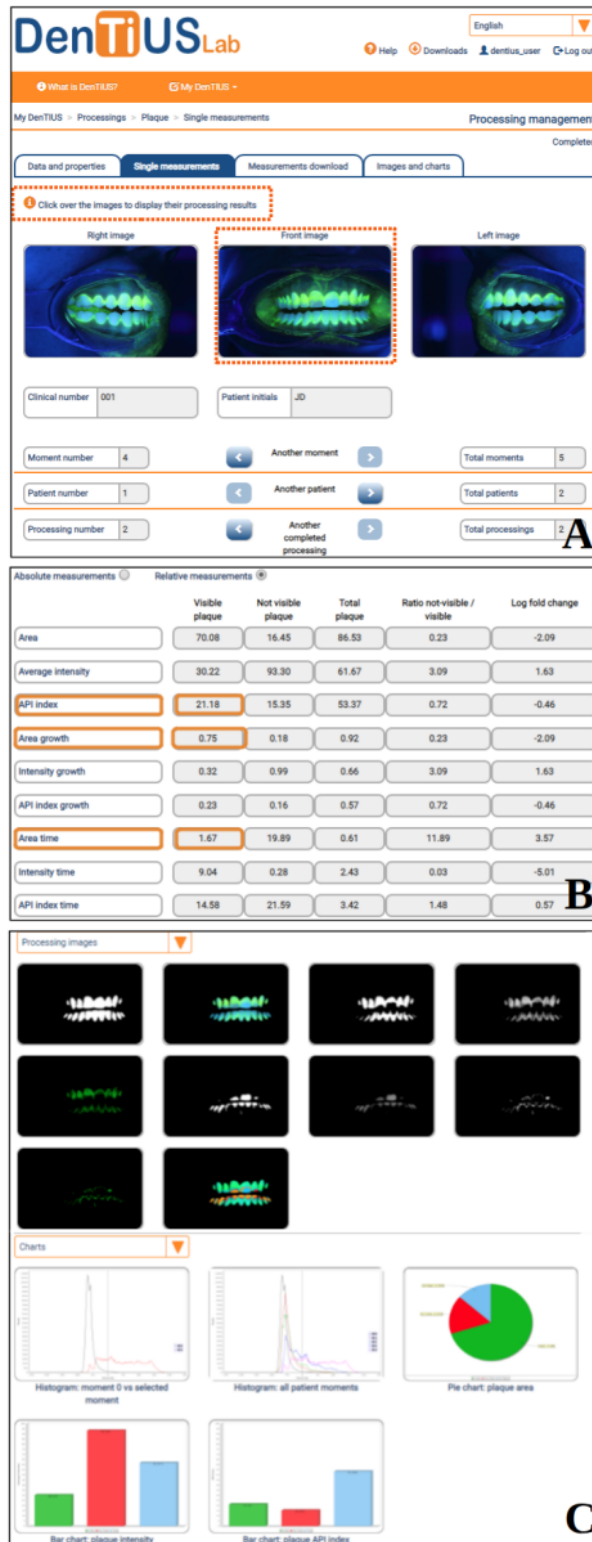 DenTiUS Lab
English
Help Downloads dentius_user Log out
What is DenTiUS? My DenTiUS
My DenTiUS > Processings > Plaque > Single measurements
Processing management
Completed
Data and properties Single measurements Measurements download Images and charts
Click over the images to display their processing results
Right image Front image Left image
Clinical number 001 Patient initials JD
Moment number 4 < Another moment > Total moments 5
Patient number 1 < Another patient > Total patients 2
Processing number 2 < Another > Total processings 2
completed
processing
A
Absolute measurements Relative measurements
Visible Not visible Total Ratio not-visible / Log fold change
plaque plaque plaque visible
Area 70.08 16.45 86.53 0.23 -2.09
Average intensity 30.22 93.30 61.67 3.09 1.63
API index 21.18 15.35 53.37 0.72 -0.46
Area growth 0.75 0.18 0.92 0.23 -2.09
Intensity growth 0.32 0.99 0.66 3.09 1.63
API index growth 0.23 0.16 0.57 0.72 -0.46
Area time 1.67 19.89 0.61 11.89 3.57
Intensity time 9.04 0.28 2.43 0.03 -5.01
API index time 14.58 21.59 3.42 1.48 0.57
B
Processing images
Charts
Histogram: moment 0 vs selected Histogram: all patient moments Pie chart: plaque area
moment
Bar chart: plaque intensity Bar chart: plaque API index
C